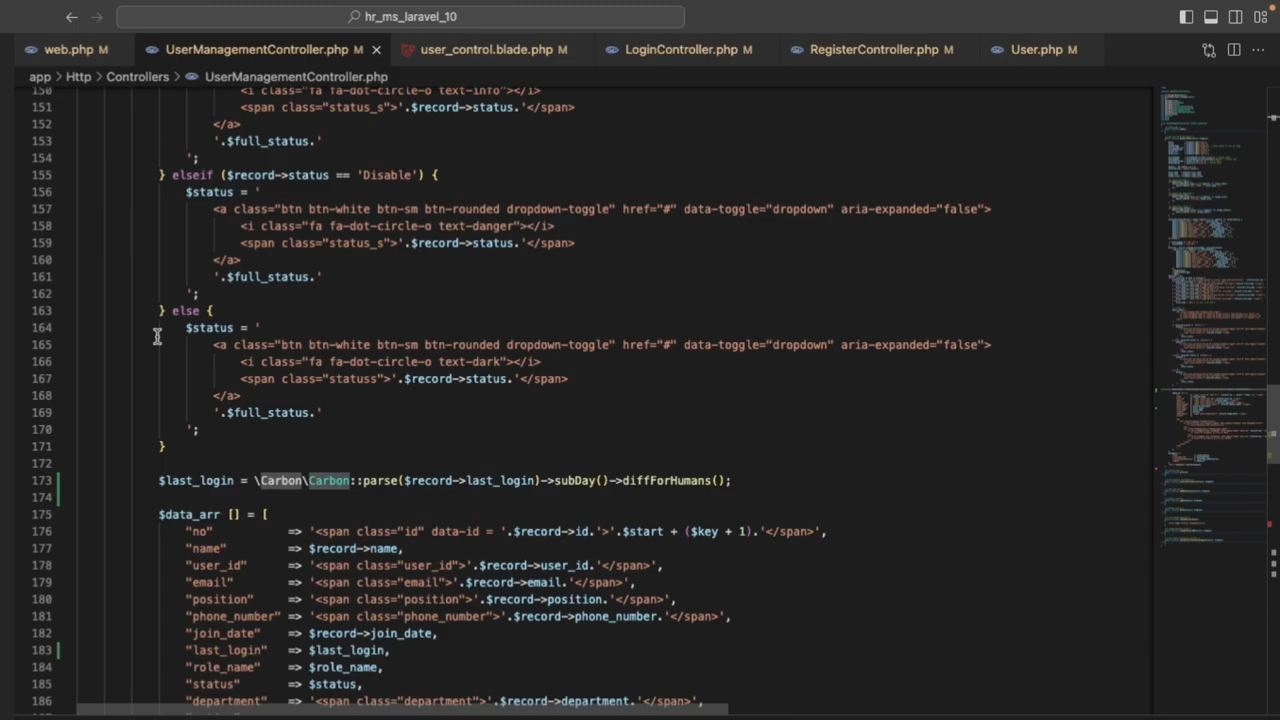 hr_ms_laravel_10
web.php M UserManagementController.php M user_control.blade.php M LoginController.php M RegisterController.php M User.php M
app > Http > Controllers > UserManagementController.php
150 <i class="fa fa-dot-circle-o text-info"></i>
151 <span class="status_s">'.$record->status.'</span>
152 </a>
153 '.$full_status.'
154 ';
155 } elseif ($record->status == 'Disable') {
156 $status = '
157 <a class="btn btn-white btn-sm btn-rounded dropdown-toggle" href="#" data-toggle="dropdown" aria-expanded="false">
158 <i class="fa fa-dot-circle-o text-danger"></i>
159 <span class="status_s">'.$record->status.'</span>
160 </a>
161 '.$full_status.'
162 ';
163 } else {
164 $status = '
165 <a class="btn btn-white btn-sm btn-rounded dropdown-toggle" href="#" data-toggle="dropdown" aria-expanded="false">
166 <i class="fa fa-dot-circle-o text-dark"></i>
167 <span class="statuss">'.$record->status.'</span>
168 </a>
169 '.$full_status.'
170 ';
171 }
172
173 $last_login = \Carbon\Carbon::parse($record->last_login)->subDay()->diffForHumans();
174
175 $data_arr [] = [
176 "no" => '<span class="id" data-id = '.$record->id.'>'.$start + ($key + 1).'</span>',
177 "name" => $record->name,
178 "user_id" => '<span class="user_id">'.$record->user_id.'</span>',
179 "email" => '<span class="email">'.$record->email.'</span>',
180 "position" => '<span class="position">'.$record->position.'</span>',
181 "phone_number" => '<span class="phone_number">'.$record->phone_number.'</span>',
182 "join_date" => $record->join_date,
183 "last_login" => $last_login,
184 "role_name" => $role_name,
185 "status" => $status,
186 "department" => '<span class="department">'.$record->department.'</span>',